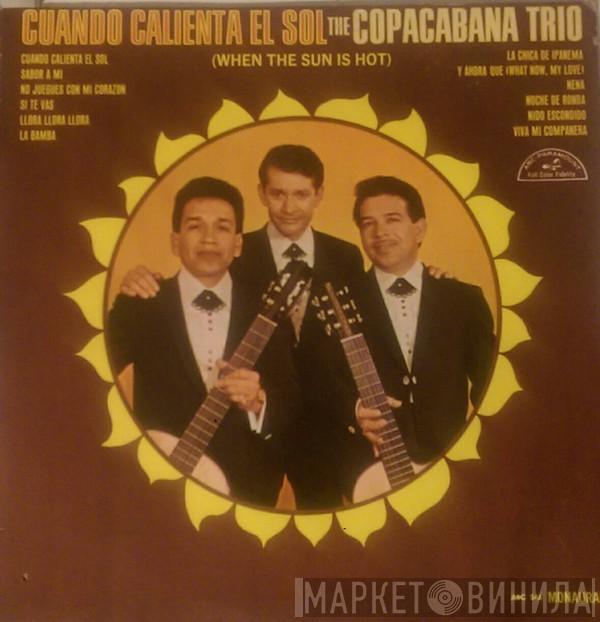 CUANDO CALIENTA EL SOL THE COPACABANA TRIO
(WHEN THE SUN IS HOT)
CUANDO CALIENTA EL SOL
SABOR A MI
NO JUEGUES CON MI CORAZON
SI TE VAS
LLORA LLORA LLORA
LA BAMBA
LA CHICA DE IPANEMA
Y AHORA QUE (WHAT NOW, MY LOVE)
NENA
NOCHE DE RONDA
NIDO ESCONDIDO
VIVA MI COMPANERA
ABC-PARAMOUNT
Full Color Fidelity
ABC
MONAURA
МАРКЕТ ВИНИЛА